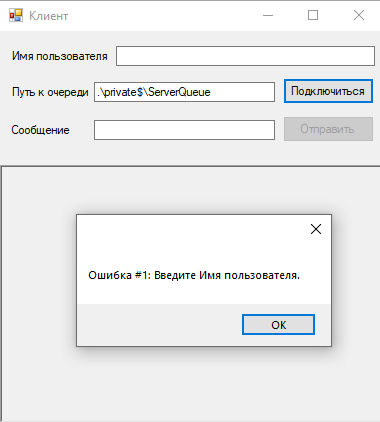 Клиент
Имя пользователя
Путь к очереди .\private$\ServerQueue Подключиться
Сообщение Отправить
Ошибка #1: Введите Имя пользователя.
OK